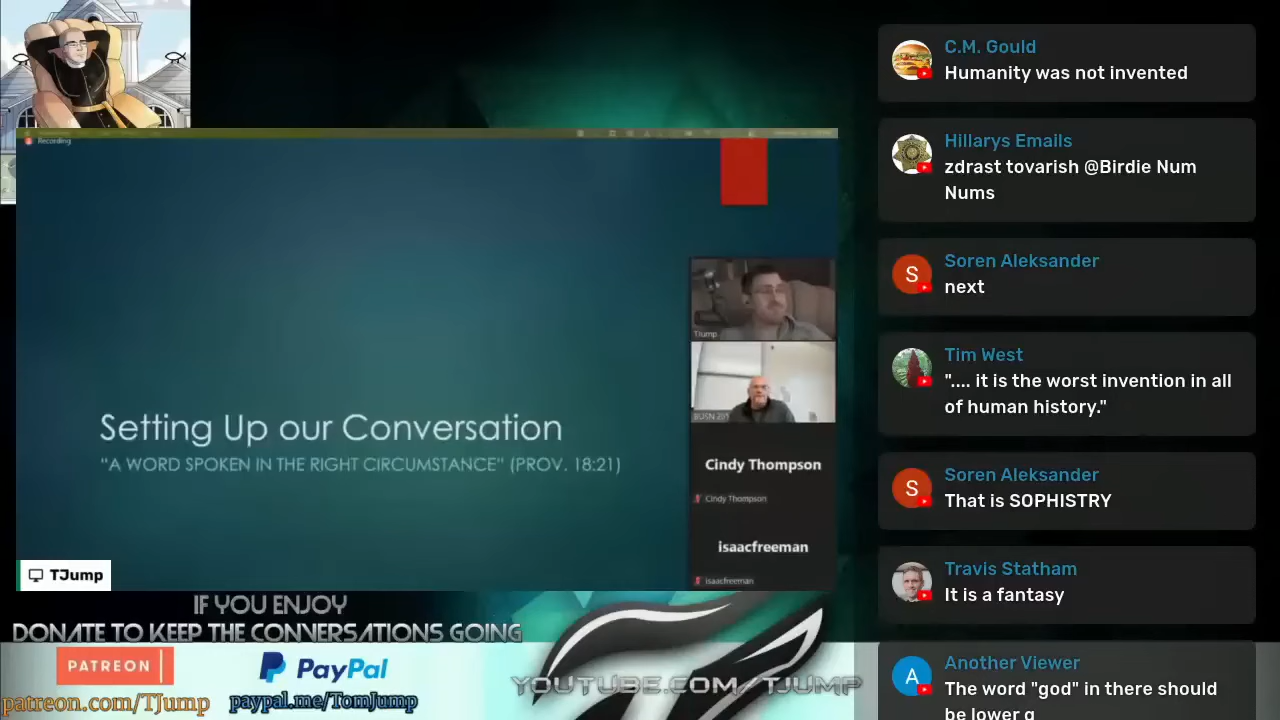 Recording
Setting Up our Conversation
"A WORD SPOKEN IN THE RIGHT CIRCUMSTANCE" (PROV. 18:21)
TJump
Cindy Thompson
Cindy Thompson
isaacfreeman
isaacfreeman
TJump
IF YOU ENJOY
DONATE TO KEEP THE CONVERSATIONS GOING
PATREON
PayPal
patreon.com/TJump
paypal.me/TomJump
YOUTUBE.COM/TJUMP
C.M. Gould
Humanity was not invented
Hillarys Emails
zdrast tovarish @Birdie Num
Nums
Soren Aleksander
next
Tim West
".... it is the worst invention in all
of human history."
Soren Aleksander
That is SOPHISTRY
Travis Statham
It is a fantasy
Another Viewer
The word "god" in there should
be lower g